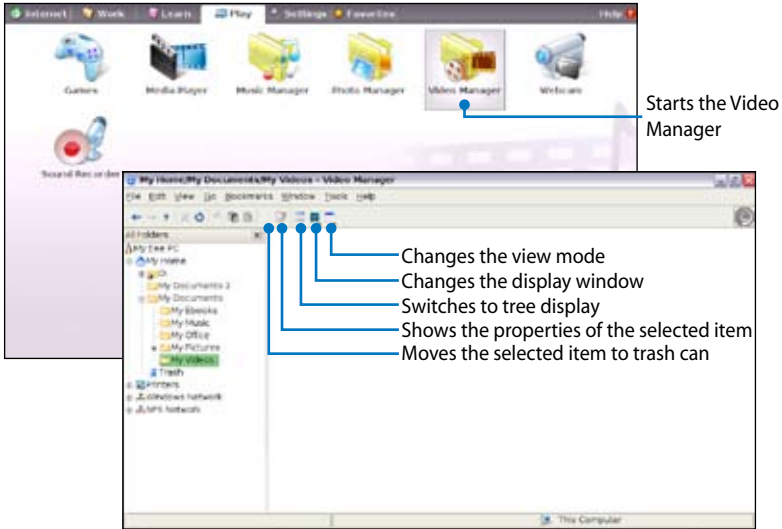 Internet Work Learn Play Settings Favorites Help
Games Media Player Music Manager Photo Manager Video Manager Webcam
Starts the Video
Manager
Sound Recorder
My Home/My Documents/My Videos - Video Manager
File Edit View Go Bookmarks Window Tools Help
All Folders
My Eee PC
My Home
D:
My Documents 2
My Documents
My Ebooks
My Music
My Office
My Pictures
My Videos
Trash
Printers
Windows Network
NFS Network
Changes the view mode
Changes the display window
Switches to tree display
Shows the properties of the selected item
Moves the selected item to trash can
This Computer